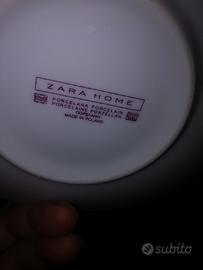 ZARA HOME
PORCELANA PORCELAIN
PORCELAINE PORZELLAN
MADE IN POLAND
subito